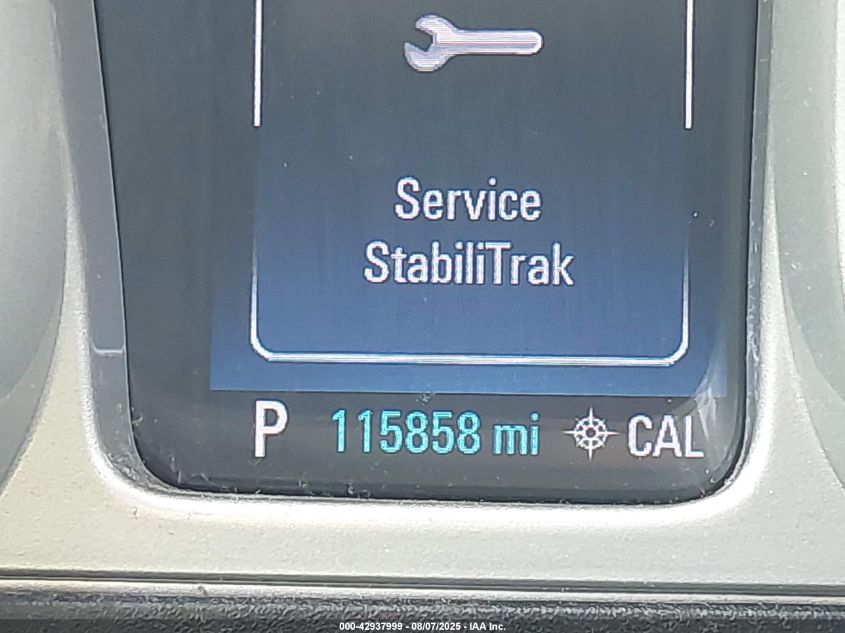 Service
StabiliTrak
P 115858 mi CAL
000-42937999 - 08/07/2025 - IAA Inc.